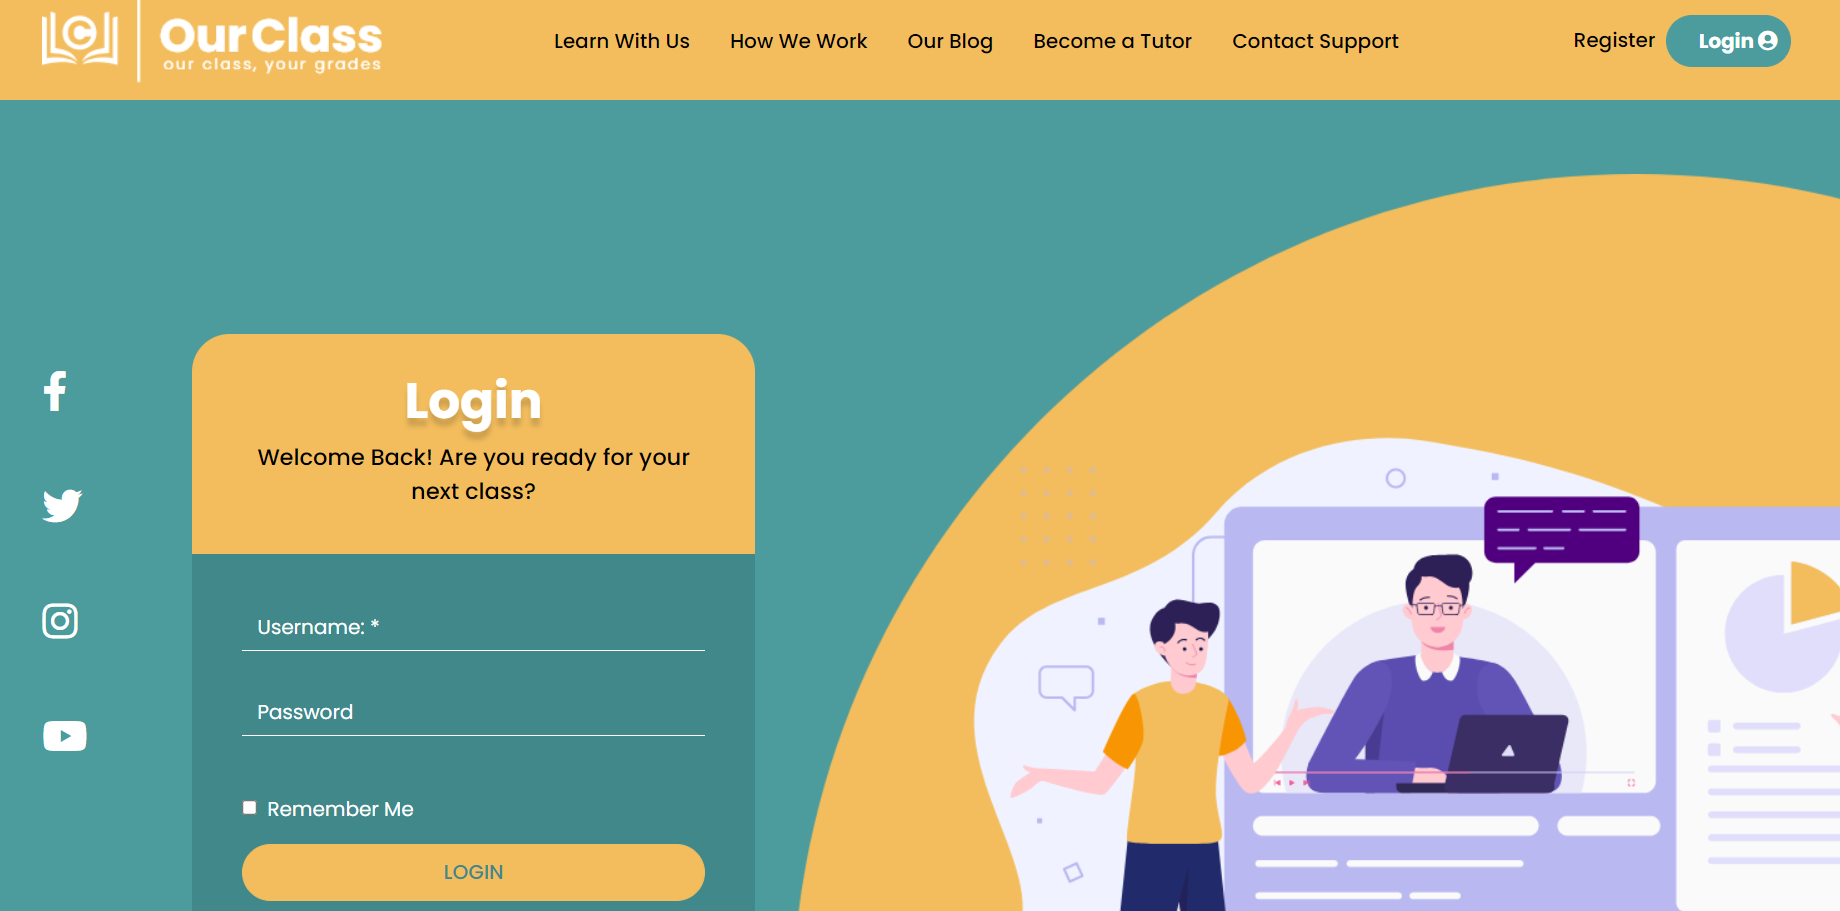 OurClass
our class, your grades
Learn With Us
How We Work
Our Blog
Become a Tutor
Contact Support
Register
Login
Login
Welcome Back! Are you ready for your
next class?
Username: *
Password
Remember Me
LOGIN